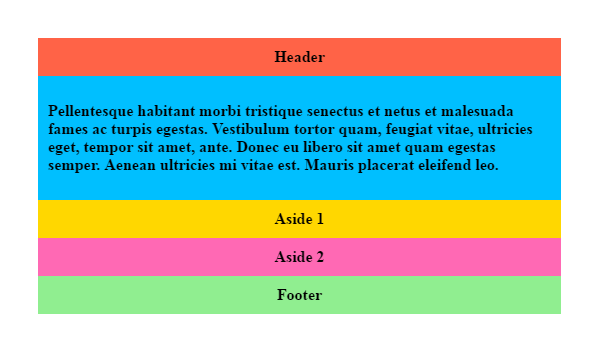 Header
Pellentesque habitant morbi tristique senectus et netus et malesuada
fames ac turpis egestas. Vestibulum tortor quam, feugiat vitae, ultricies
eget, tempor sit amet, ante. Donec eu libero sit amet quam egestas
semper. Aenean ultricies mi vitae est. Mauris placerat eleifend leo.
Aside 1
Aside 2
Footer